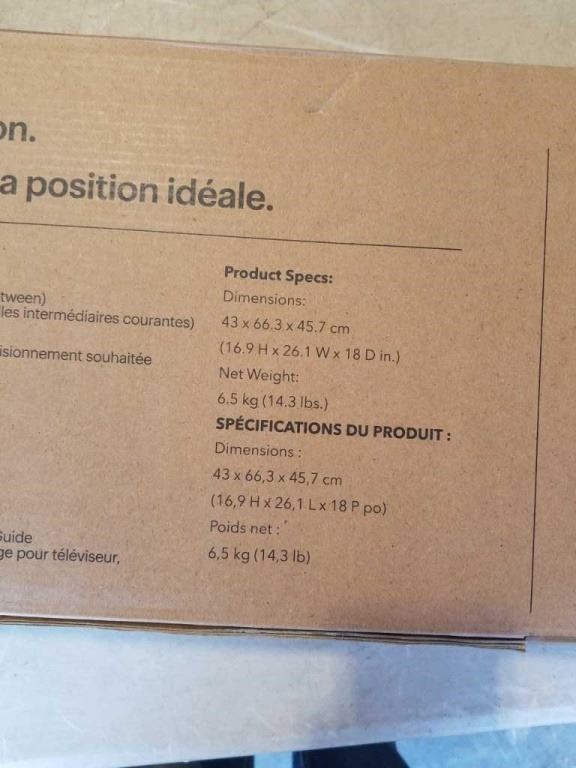 on.
a position idéale.
tween)
lles intermédiaires courantes)
isionnement souhaitée
Guide
ge pour téléviseur,
Product Specs:
Dimensions:
43 x 66.3 x 45.7 cm
(16.9 H x 26.1 W x 18 D in.)
Net Weight:
6.5 kg (14.3 lbs.)
SPÉCIFICATIONS DU PRODUIT :
Dimensions :
43 x 66,3 x 45,7 cm
(16,9 H x 26,1 L x 18 P po)
Poids net :
6,5 kg (14,3 lb)